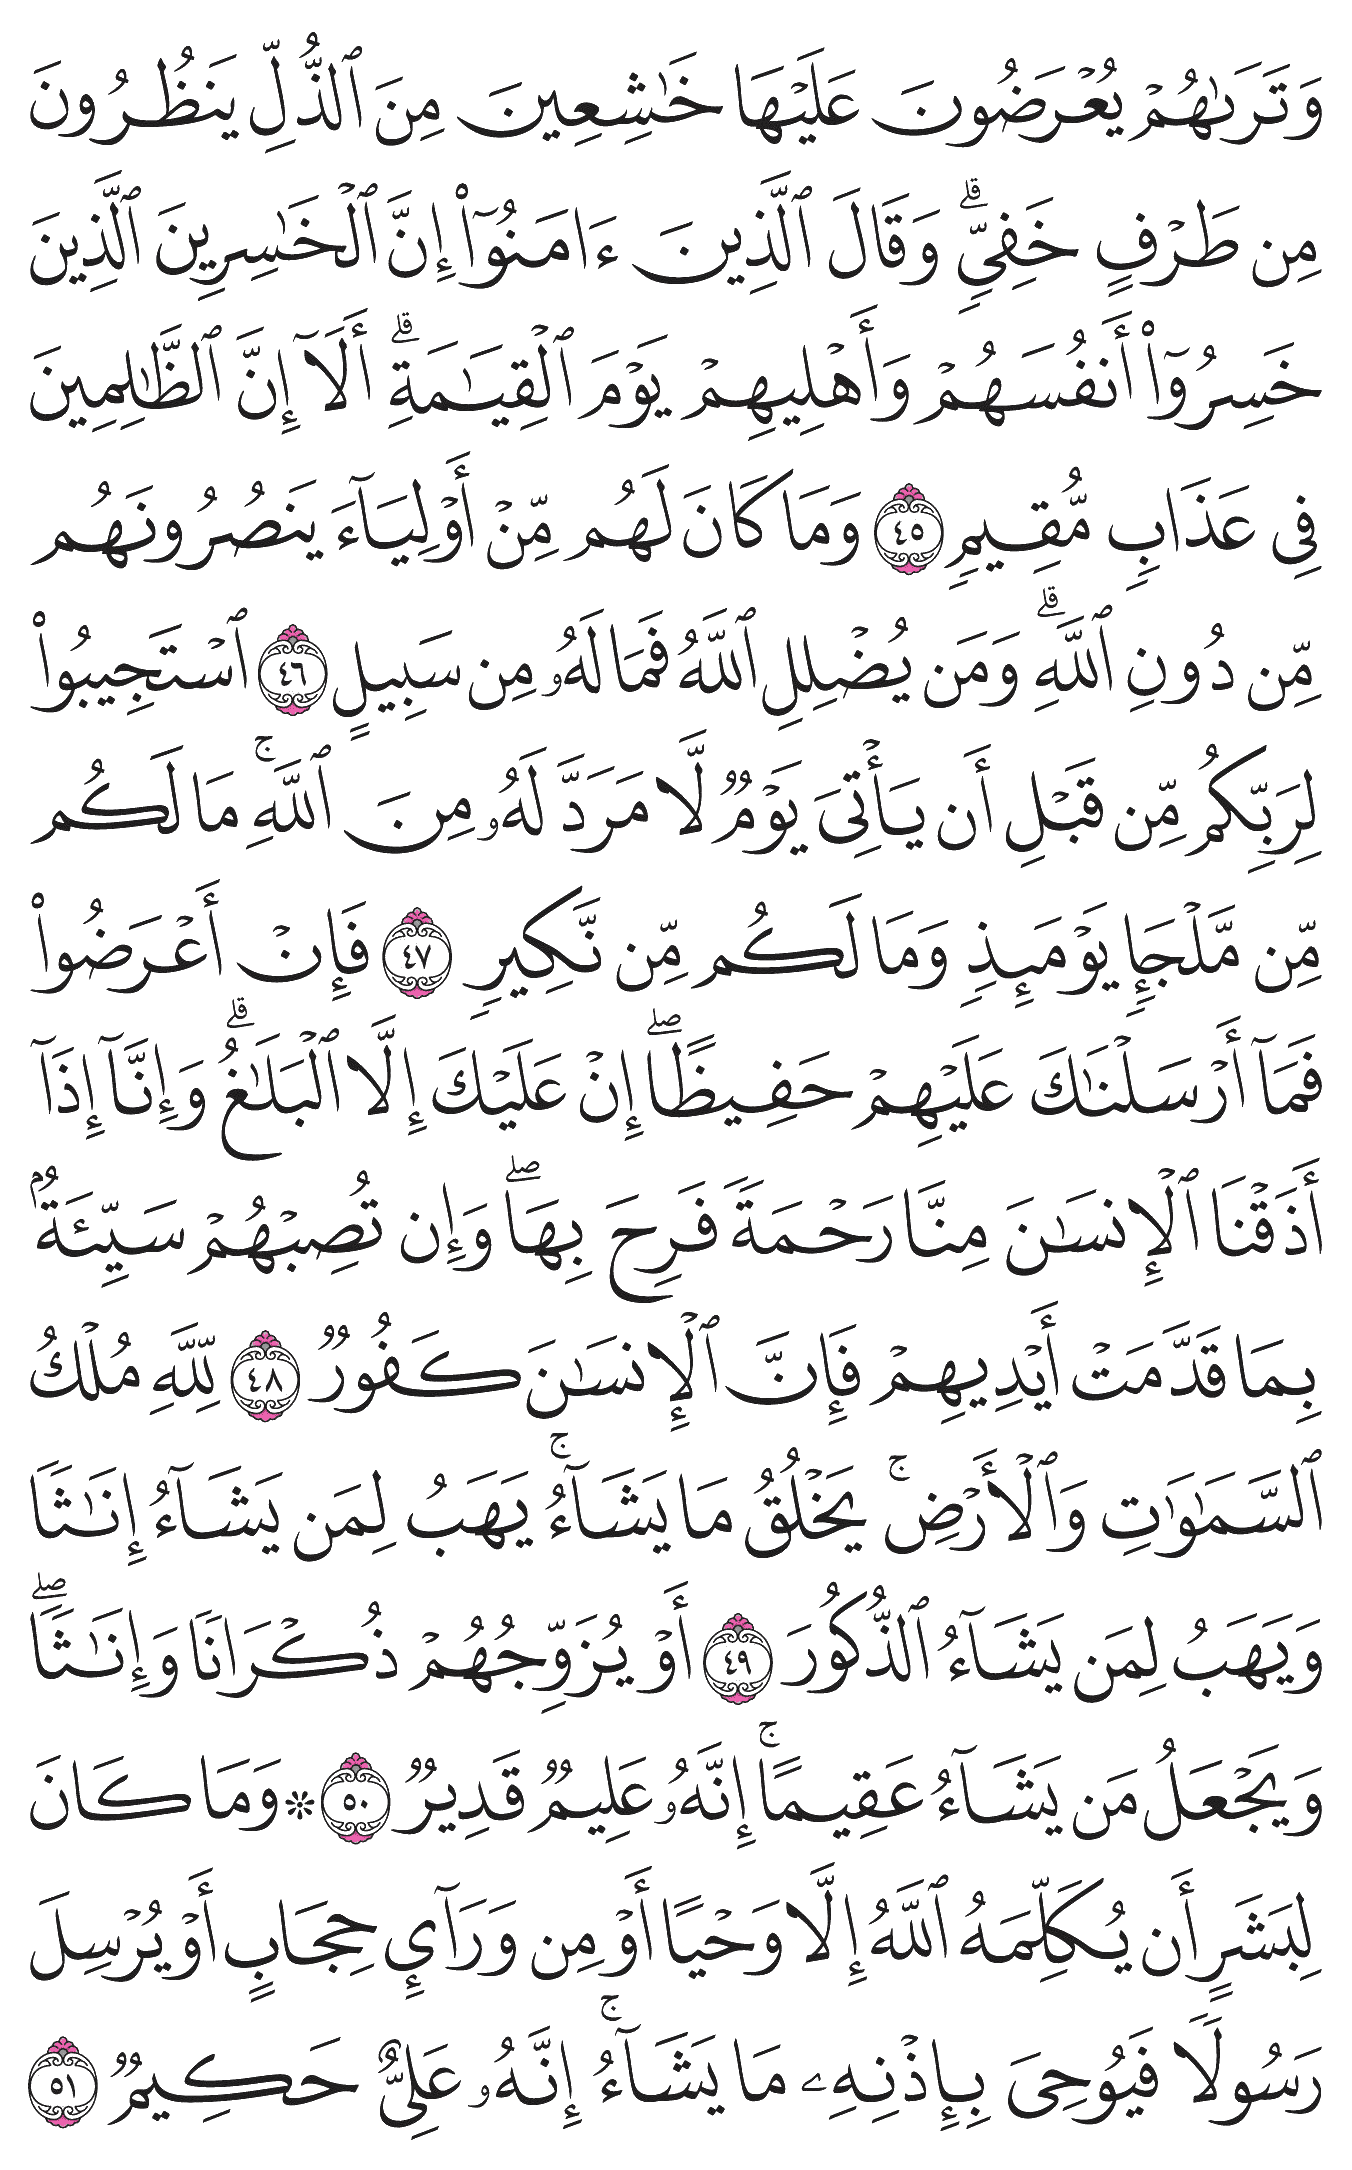 وَتَرَىٰهُمۡ يُعۡرَضُونَ عَلَيۡهَا خَٰشِعِينَ مِنَ ٱلذُّلِّ يَنظُرُونَ
مِن طَرۡفٍ خَفِيّٖۗ وَقَالَ ٱلَّذِينَ ءَامَنُوٓاْ إِنَّ ٱلۡخَٰسِرِينَ ٱلَّذِينَ
خَسِرُوٓاْ أَنفُسَهُمۡ وَأَهۡلِيهِمۡ يَوۡمَ ٱلۡقِيَٰمَةِۗ أَلَآ إِنَّ ٱلظَّٰلِمِينَ
فِي عَذَابٖ مُّقِيمٖ ٤٥ وَمَا كَانَ لَهُم مِّنۡ أَوۡلِيَآءَ يَنصُرُونَهُم
مِّن دُونِ ٱللَّهِۗ وَمَن يُضۡلِلِ ٱللَّهُ فَمَا لَهُۥ مِن سَبِيلٍ ٤٦ ٱسۡتَجِيبُواْ
لِرَبِّكُم مِّن قَبۡلِ أَن يَأۡتِيَ يَوۡمٞ لَّا مَرَدَّ لَهُۥ مِنَ ٱللَّهِۚ مَا لَكُم
مِّن مَّلۡجَإٖ يَوۡمَئِذٖ وَمَا لَكُم مِّن نَّكِيرٖ ٤٧ فَإِنۡ أَعۡرَضُواْ
فَمَآ أَرۡسَلۡنَٰكَ عَلَيۡهِمۡ حَفِيظًاۖ إِنۡ عَلَيۡكَ إِلَّا ٱلۡبَلَٰغُۗ وَإِنَّآ إِذَآ
أَذَقۡنَا ٱلۡإِنسَٰنَ مِنَّا رَحۡمَةٗ فَرِحَ بِهَاۖ وَإِن تُصِبۡهُمۡ سَيِّئَةُۢ
بِمَا قَدَّمَتۡ أَيۡدِيهِمۡ فَإِنَّ ٱلۡإِنسَٰنَ كَفُورٞ ٤٨ لِّلَّهِ مُلۡكُ
ٱلسَّمَٰوَٰتِ وَٱلۡأَرۡضِۚ يَخۡلُقُ مَا يَشَآءُۚ يَهَبُ لِمَن يَشَآءُ إِنَٰثٗا
وَيَهَبُ لِمَن يَشَآءُ ٱلذُّكُورَ ٤٩ أَوۡ يُزَوِّجُهُمۡ ذُكۡرَانٗا وَإِنَٰثٗاۖ
وَيَجۡعَلُ مَن يَشَآءُ عَقِيمًاۚ إِنَّهُۥ عَلِيمٞ قَدِيرٞ ٥٠ ۞ وَمَا كَانَ
لِبَشَرٍ أَن يُكَلِّمَهُ ٱللَّهُ إِلَّا وَحۡيًا أَوۡ مِن وَرَآيِٕ حِجَابٍ أَوۡ يُرۡسِلَ
رَسُولٗا فَيُوحِيَ بِإِذۡنِهِۦ مَا يَشَآءُۚ إِنَّهُۥ عَلِيٌّ حَكِيمٞ ٥١